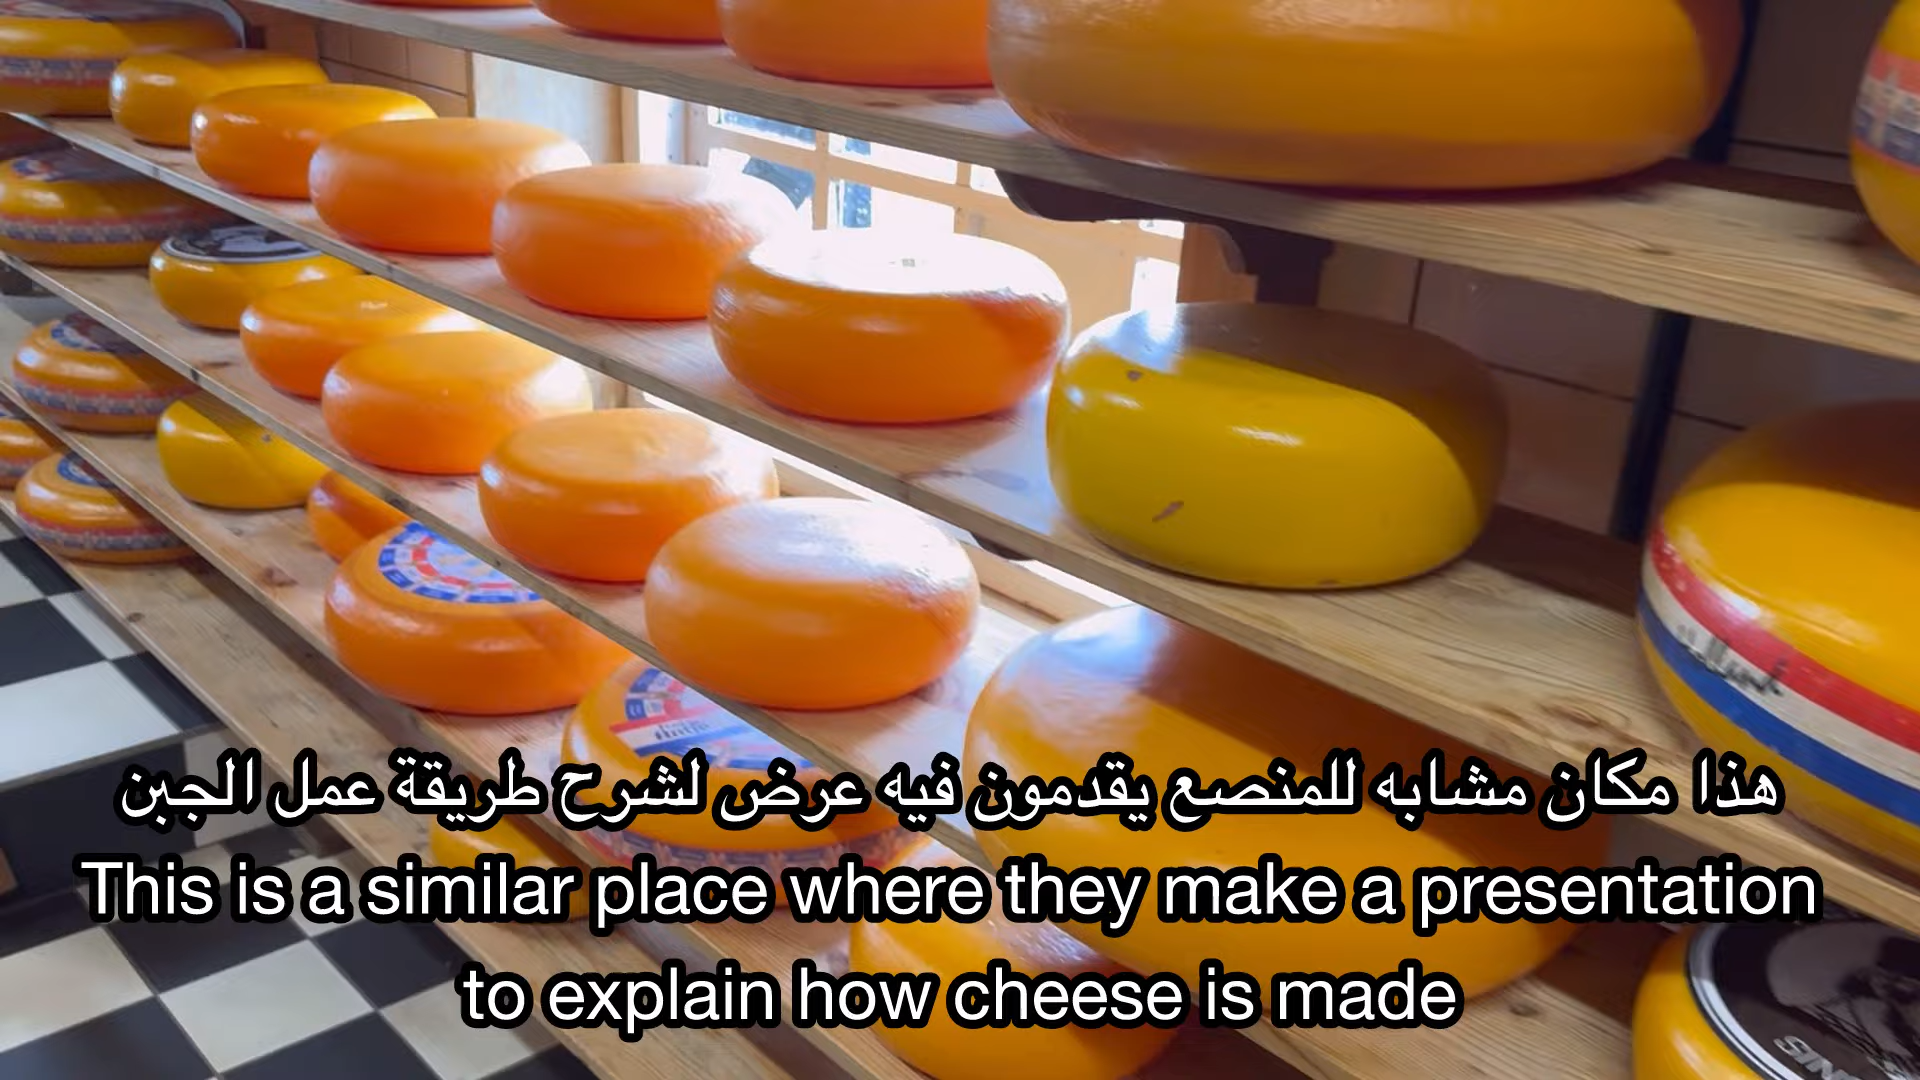 هذا مكان مشابه للمنصع يقدمون فيه عرض لشرح طريقة عمل الجبن
This is a similar place where they make a presentation
to explain how cheese is made